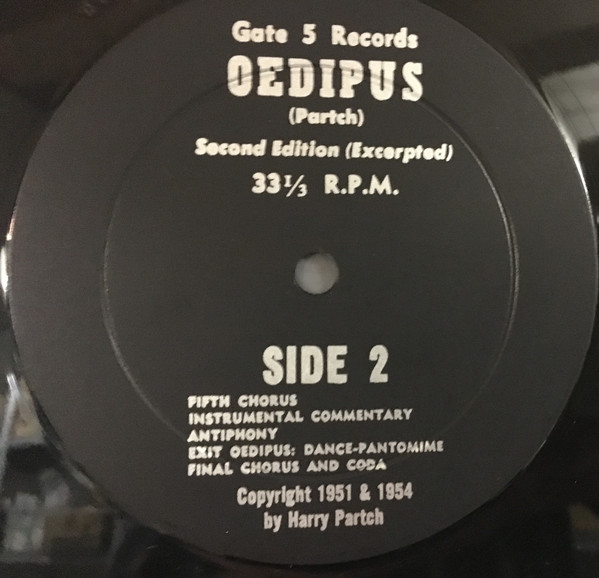 Gate 5 Records
OEDIPUS
(Partch)
Second Edition (Excerpted)
33⅓ R.P.M.
SIDE 2
FIFTH CHORUS
INSTRUMENTAL COMMENTARY
ANTIPHONY
EXIT OEDIPUS: DANCE-PANTOMIME
FINAL CHORUS AND CODA
Copyright 1951 & 1954
by Harry Partch